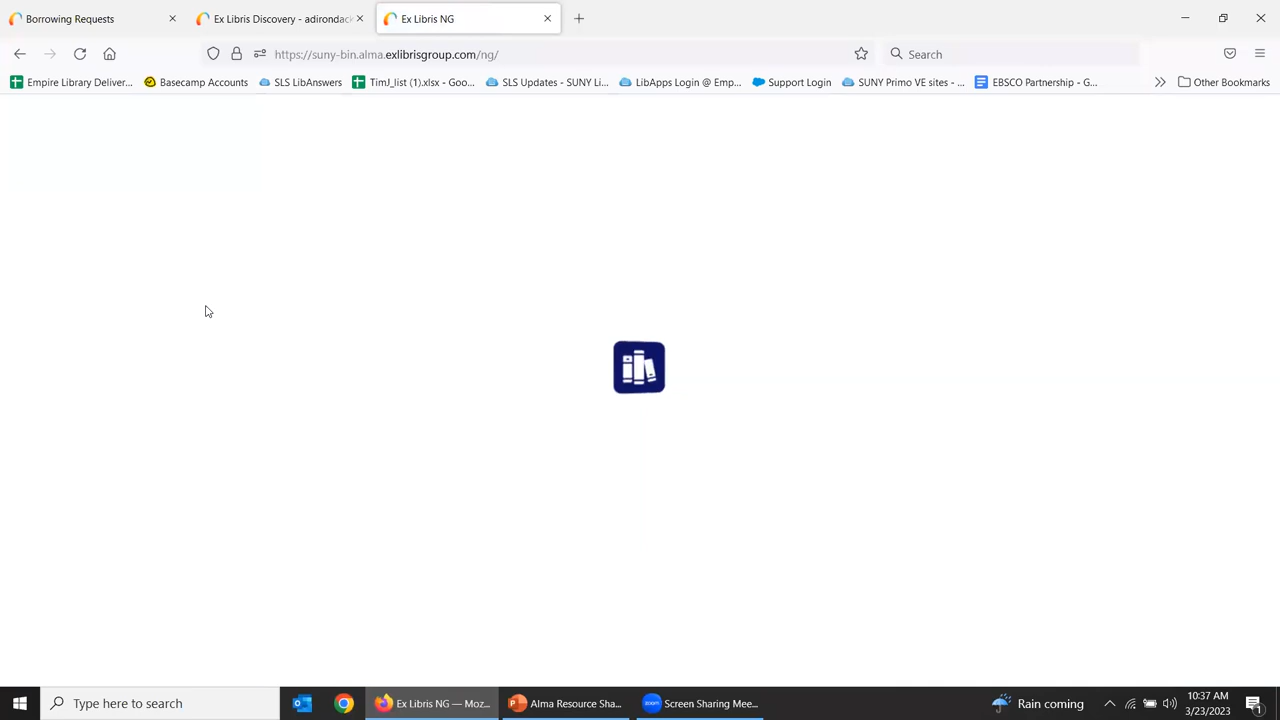 Borrowing Requests
Ex Libris Discovery - adirondack
Ex Libris NG
https://suny-bin.alma.exlibrisgroup.com/ng/
Search
Empire Library Deliver...
Basecamp Accounts
SLS LibAnswers
TimJ_list (1).xlsx - Goo...
SLS Updates - SUNY Li...
LibApps Login @ Emp...
Support Login
SUNY Primo VE sites - ...
EBSCO Partnership - G...
Other Bookmarks
Type here to search
Ex Libris NG — Moz...
Alma Resource Sha...
zoom
Screen Sharing Mee...
Rain coming
10:37 AM
3/23/2023
1